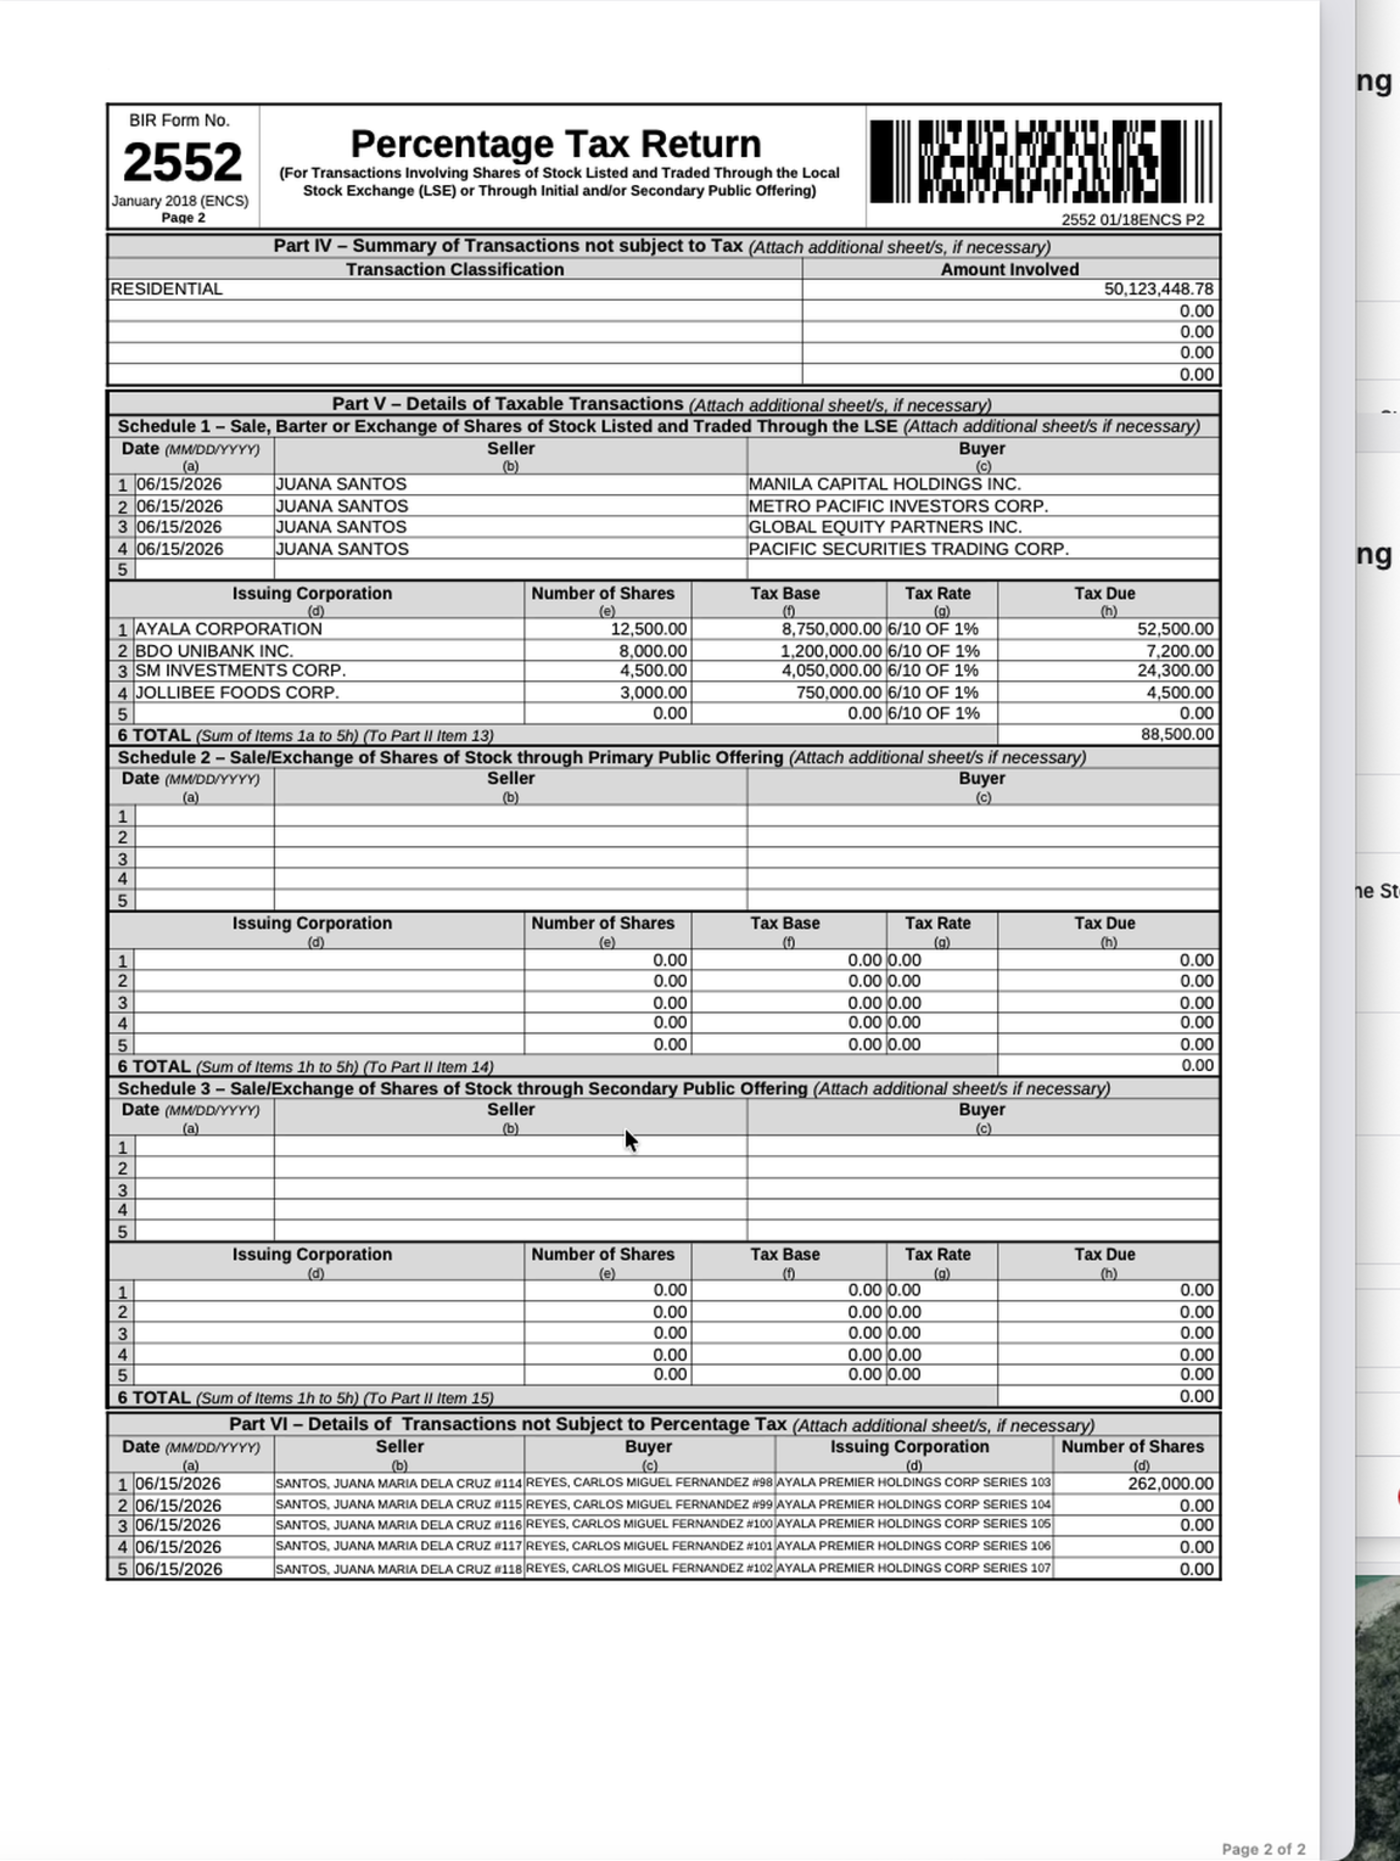 BIR Form No.
2552
January 2018 (ENCS)
Page 2
Percentage Tax Return
(For Transactions Involving Shares of Stock Listed and Traded Through the Local
Stock Exchange (LSE) or Through Initial and/or Secondary Public Offering)
2552 01/18ENCS P2
Part IV – Summary of Transactions not subject to Tax (Attach additional sheet/s, if necessary)
Transaction Classification Amount Involved
RESIDENTIAL 50,123,448.78
0.00
0.00
0.00
0.00
Part V – Details of Taxable Transactions (Attach additional sheet/s, if necessary)
Schedule 1 – Sale, Barter or Exchange of Shares of Stock Listed and Traded Through the LSE (Attach additional sheet/s if necessary)
Date (MM/DD/YYYY) Seller Buyer
(a) (b) (c)
1 06/15/2026 JUANA SANTOS MANILA CAPITAL HOLDINGS INC.
2 06/15/2026 JUANA SANTOS METRO PACIFIC INVESTORS CORP.
3 06/15/2026 JUANA SANTOS GLOBAL EQUITY PARTNERS INC.
4 06/15/2026 JUANA SANTOS PACIFIC SECURITIES TRADING CORP.
5
Issuing Corporation Number of Shares Tax Base Tax Rate Tax Due
(d) (e) (f) (g) (h)
1 AYALA CORPORATION 12,500.00 8,750,000.00 6/10 OF 1% 52,500.00
2 BDO UNIBANK INC. 8,000.00 1,200,000.00 6/10 OF 1% 7,200.00
3 SM INVESTMENTS CORP. 4,500.00 4,050,000.00 6/10 OF 1% 24,300.00
4 JOLLIBEE FOODS CORP. 3,000.00 750,000.00 6/10 OF 1% 4,500.00
5 0.00 0.00 6/10 OF 1% 0.00
6 TOTAL (Sum of Items 1a to 5h) (To Part II Item 13) 88,500.00
Schedule 2 – Sale/Exchange of Shares of Stock through Primary Public Offering (Attach additional sheet/s if necessary)
Date (MM/DD/YYYY) Seller Buyer
(a) (b) (c)
1
2
3
4
5
Issuing Corporation Number of Shares Tax Base Tax Rate Tax Due
(d) (e) (f) (g) (h)
1 0.00 0.00 0.00 0.00
2 0.00 0.00 0.00 0.00
3 0.00 0.00 0.00 0.00
4 0.00 0.00 0.00 0.00
5 0.00 0.00 0.00 0.00
6 TOTAL (Sum of Items 1h to 5h) (To Part II Item 14) 0.00
Schedule 3 – Sale/Exchange of Shares of Stock through Secondary Public Offering (Attach additional sheet/s if necessary)
Date (MM/DD/YYYY) Seller Buyer
(a) (b) (c)
1
2
3
4
5
Issuing Corporation Number of Shares Tax Base Tax Rate Tax Due
(d) (e) (f) (g) (h)
1 0.00 0.00 0.00 0.00
2 0.00 0.00 0.00 0.00
3 0.00 0.00 0.00 0.00
4 0.00 0.00 0.00 0.00
5 0.00 0.00 0.00 0.00
6 TOTAL (Sum of Items 1h to 5h) (To Part II Item 15) 0.00
Part VI – Details of Transactions not Subject to Percentage Tax (Attach additional sheet/s, if necessary)
Date (MM/DD/YYYY) Seller Buyer Issuing Corporation Number of Shares
(a) (b) (c) (d) (d)
1 06/15/2026 SANTOS, JUANA MARIA DELA CRUZ #114 REYES, CARLOS MIGUEL FERNANDEZ #98 AYALA PREMIER HOLDINGS CORP SERIES 103 262,000.00
2 06/15/2026 SANTOS, JUANA MARIA DELA CRUZ #115 REYES, CARLOS MIGUEL FERNANDEZ #99 AYALA PREMIER HOLDINGS CORP SERIES 104 0.00
3 06/15/2026 SANTOS, JUANA MARIA DELA CRUZ #116 REYES, CARLOS MIGUEL FERNANDEZ #100 AYALA PREMIER HOLDINGS CORP SERIES 105 0.00
4 06/15/2026 SANTOS, JUANA MARIA DELA CRUZ #117 REYES, CARLOS MIGUEL FERNANDEZ #101 AYALA PREMIER HOLDINGS CORP SERIES 106 0.00
5 06/15/2026 SANTOS, JUANA MARIA DELA CRUZ #118 REYES, CARLOS MIGUEL FERNANDEZ #102 AYALA PREMIER HOLDINGS CORP SERIES 107 0.00
Page 2 of 2
ng
ng